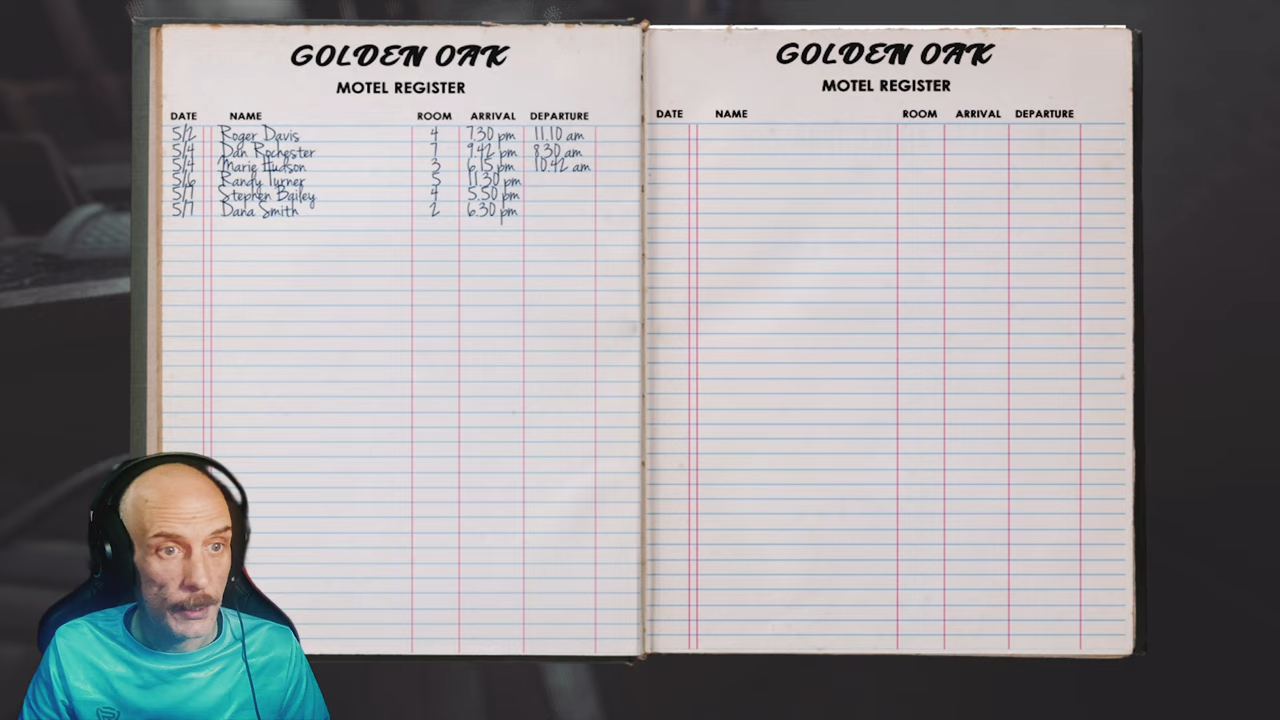 GOLDEN OAK
MOTEL REGISTER
DATE NAME ROOM ARRIVAL DEPARTURE
5/2 Roger Davis 4 7.30 pm 11.10 am
5/4 Dan Rochester 7 9.42 pm 8.30 am
5/4 Marie Hudson 3 6.15 pm 10.42 am
5/6 Randy Turner 5 11.30 pm
5/7 Stephen Bailey 4 5.50 pm
5/7 Dana Smith 2 6.30 pm
GOLDEN OAK
MOTEL REGISTER
DATE NAME ROOM ARRIVAL DEPARTURE